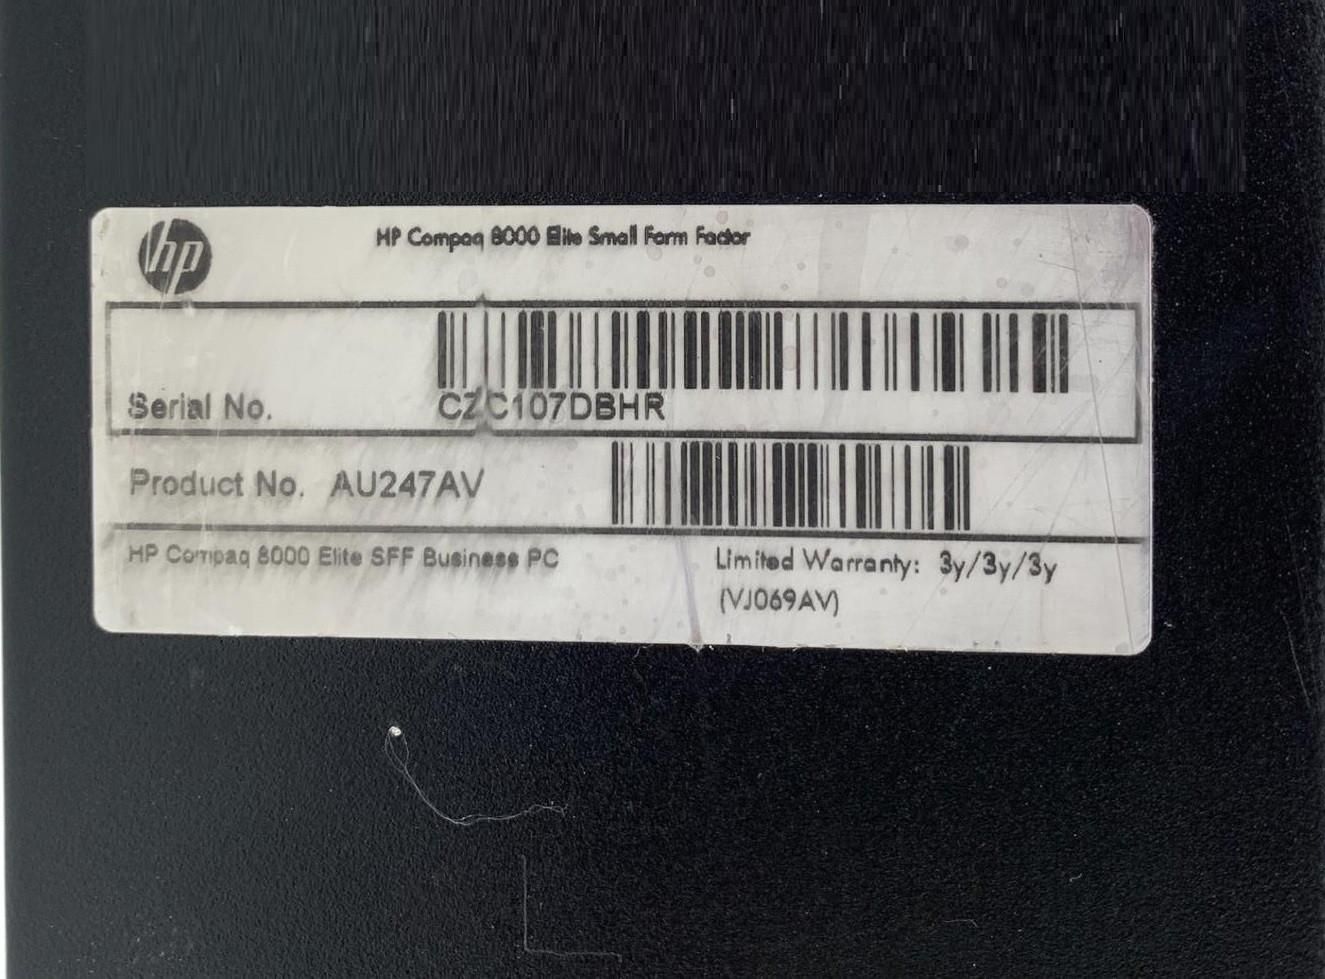 hp
HP Compaq 8000 Elite Small Form Factor
Serial No. CZC107DBHR
Product No. AU247AV
HP Compaq 8000 Elite SFF Business PC
Limited Warranty: 3y/3y/3y
(VJ069AV)